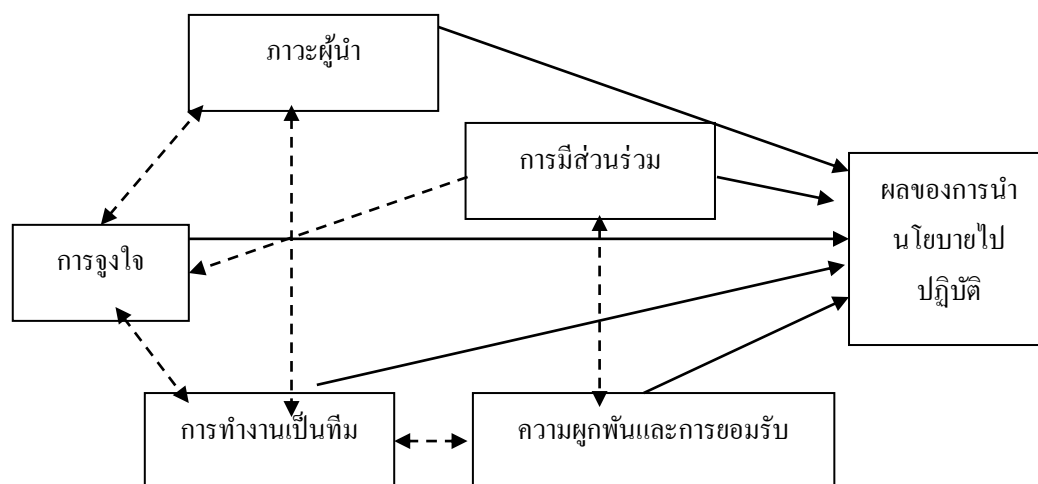 ภาวะผู้นำ
การมีส่วนร่วม
ผลของการนำ
นโยบายไป
ปฏิบัติ
การจูงใจ
การทำงานเป็นทีม
ความผูกพันและการยอมรับ